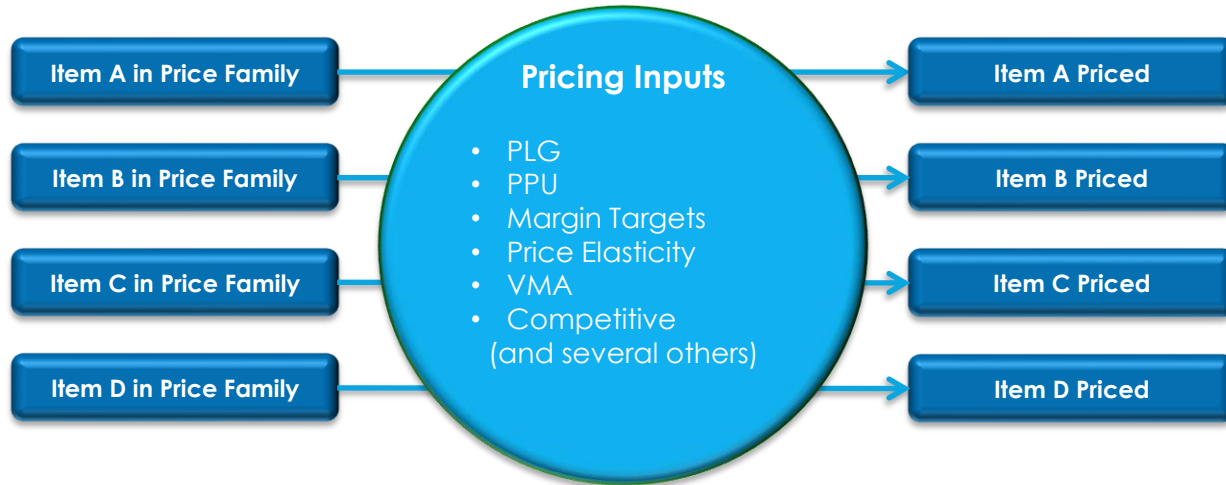 Item A in Price Family
Item B in Price Family
Item C in Price Family
Item D in Price Family
Pricing Inputs
• PLG
• PPU
• Margin Targets
• Price Elasticity
• VMA
• Competitive
(and several others)
Item A Priced
Item B Priced
Item C Priced
Item D Priced